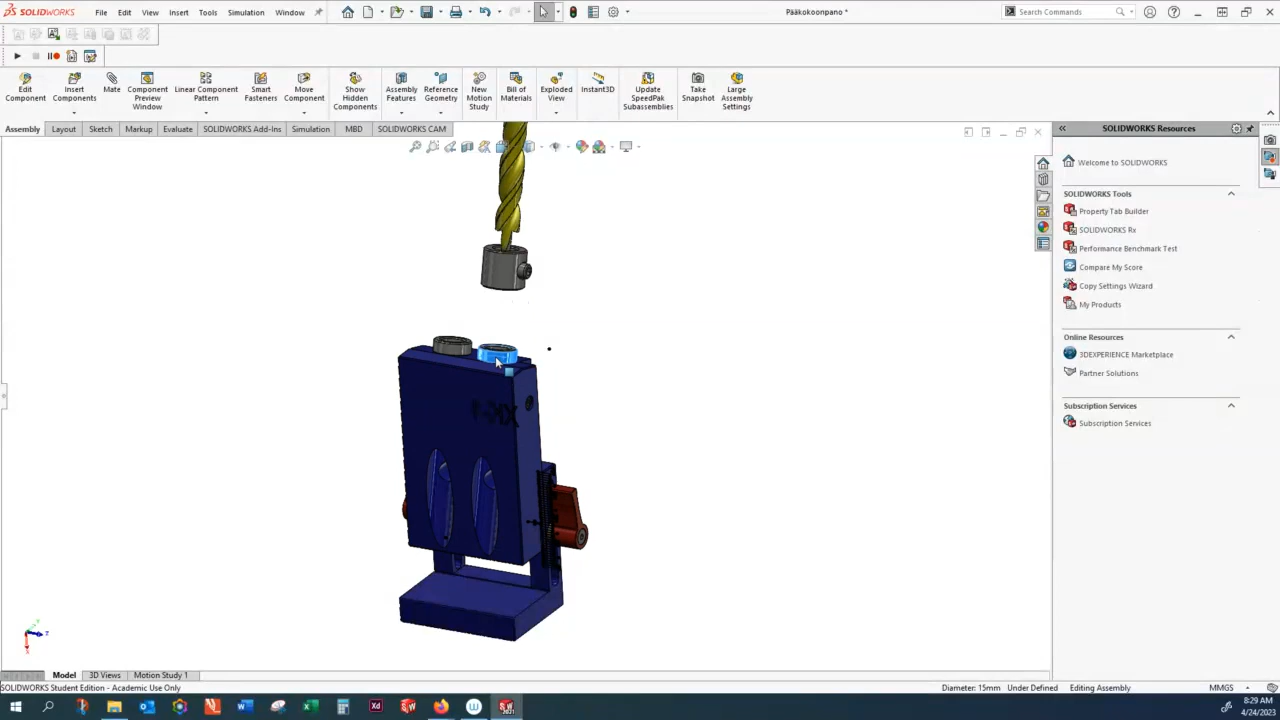 SOLIDWORKS File Edit View Insert Tools Simulation Window
Pääkokoonpano *
Search Commands
Edit Component
Insert Components
Mate
Component Preview Window
Linear Component Pattern
Smart Fasteners
Move Component
Show Hidden Components
Assembly Features
Reference Geometry
New Motion Study
Bill of Materials
Exploded View
Instant3D
Update SpeedPak Subassemblies
Take Snapshot
Large Assembly Settings
Assembly Layout Sketch Markup Evaluate SOLIDWORKS Add-Ins Simulation MBD SOLIDWORKS CAM
SOLIDWORKS Resources
Welcome to SOLIDWORKS
SOLIDWORKS Tools
Property Tab Builder
SOLIDWORKS Rx
Performance Benchmark Test
Compare My Score
Copy Settings Wizard
My Products
Online Resources
3DEXPERIENCE Marketplace
Partner Solutions
Subscription Services
Subscription Services
Model 3D Views Motion Study 1
SOLIDWORKS Student Edition - Academic Use Only
Diameter: 15mm Under Defined Editing Assembly MMGS
8:29 AM
4/24/2023